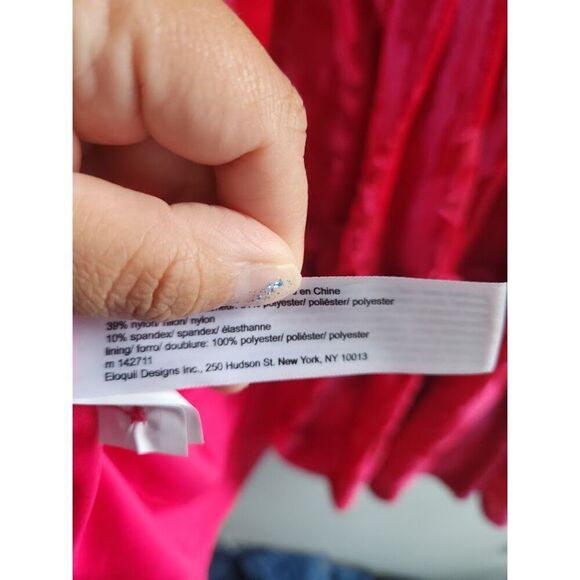 en Chine
polyester/ poliéster/ polyester
39% nylon/ nailon/ nylon
10% spandex/ spandex/ élasthanne
lining/ forro/ doublure: 100% polyester/ poliéster/ polyester
m 142711
Eloquii Designs Inc., 250 Hudson St. New York, NY 10013